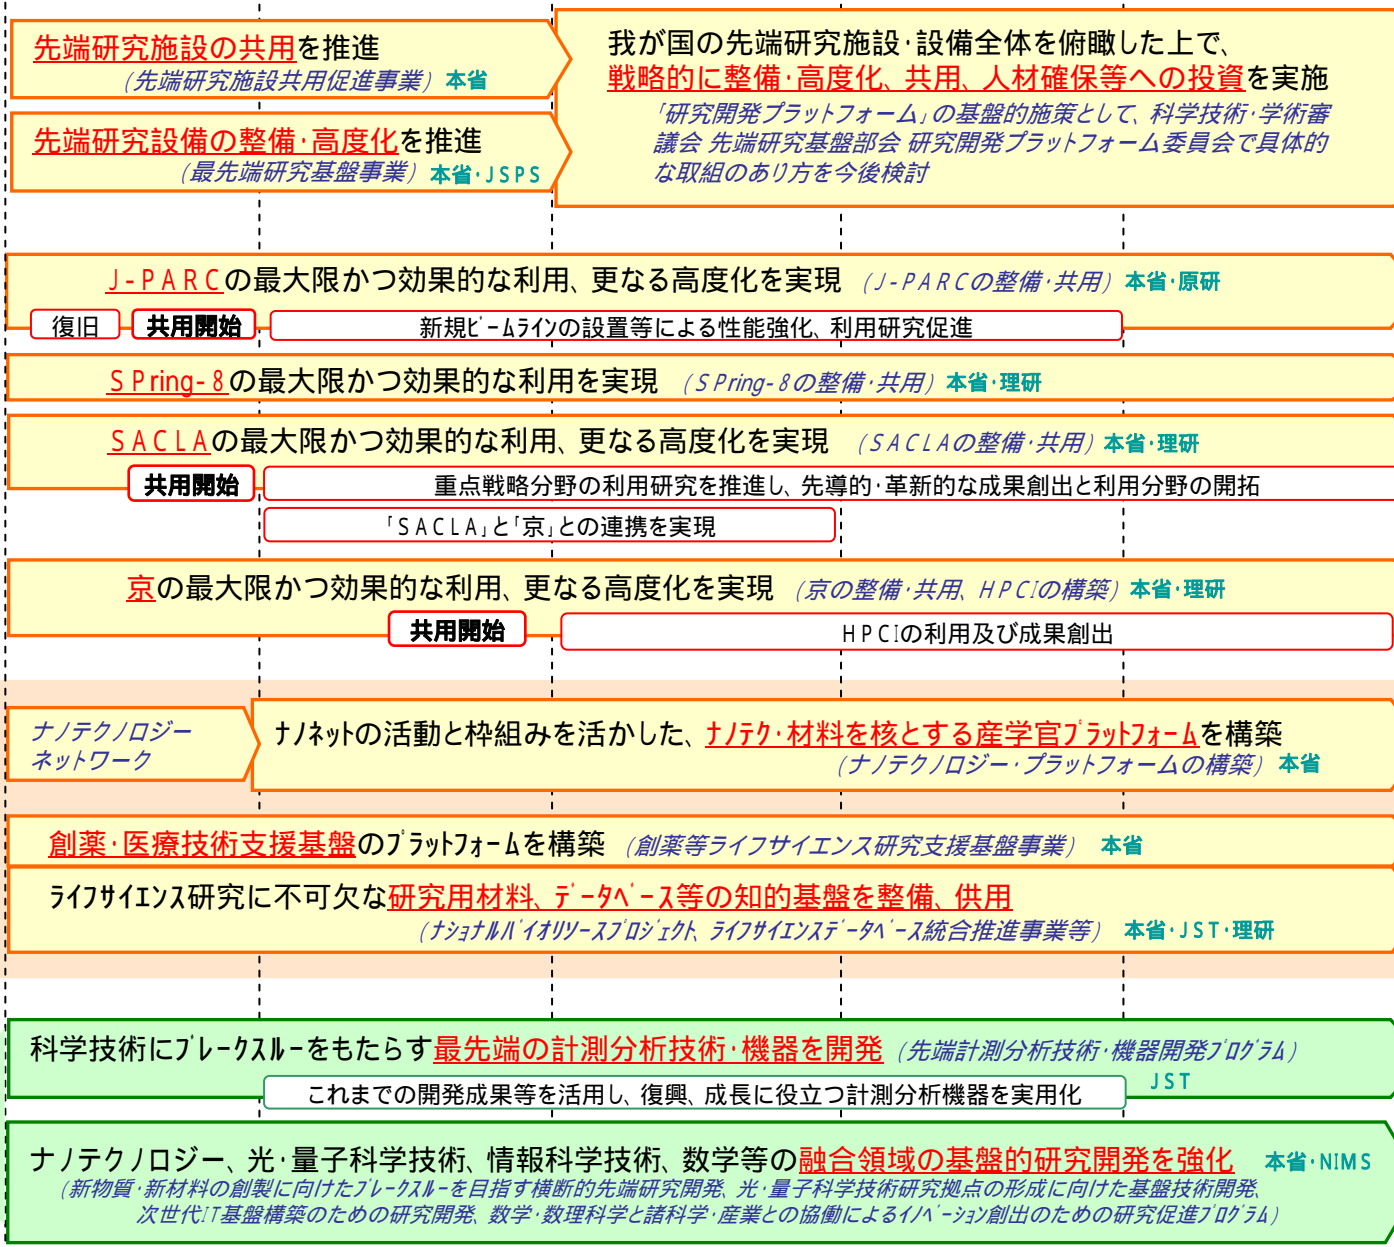 先端研究施設の共用を推進
(先端研究施設共用促進事業) 本省
先端研究設備の整備・高度化を推進
(最先端研究基盤事業) 本省・JSPS
我が国の先端研究施設・設備全体を俯瞰した上で、
戦略的に整備・高度化、共用、人材確保等への投資を実施
「研究開発プラットフォーム」の基盤的施策として、科学技術・学術審
議会 先端研究基盤部会 研究開発プラットフォーム委員会で具体的
な取組のあり方を今後検討
J-PARCの最大限かつ効果的な利用、更なる高度化を実現 (J-PARCの整備・共用) 本省・原研
復旧 共用開始 新規ビームラインの設置等による性能強化、利用研究促進
SPring-8の最大限かつ効果的な利用を実現 (SPring-8の整備・共用) 本省・理研
SACLAの最大限かつ効果的な利用、更なる高度化を実現 (SACLAの整備・共用) 本省・理研
共用開始 重点戦略分野の利用研究を推進し、先導的・革新的な成果創出と利用分野の開拓
「SACLA」と「京」との連携を実現
京の最大限かつ効果的な利用、更なる高度化を実現 (京の整備・共用、HPCIの構築) 本省・理研
共用開始 HPCIの利用及び成果創出
ナノテクノロジー
ネットワーク
ナノネットの活動と枠組みを活かした、ナノテク・材料を核とする産学官プラットフォームを構築
(ナノテクノロジー・プラットフォームの構築) 本省
創薬・医療技術支援基盤のプラットフォームを構築 (創薬等ライフサイエンス研究支援基盤事業) 本省
ライフサイエンス研究に不可欠な研究用材料、データベース等の知的基盤を整備、供用
(ナショナルバイオリソースプロジェクト、ライフサイエンスデータベース統合推進事業等) 本省・JST・理研
科学技術にブレークスルーをもたらす最先端の計測分析技術・機器を開発 (先端計測分析技術・機器開発プログラム)
JST
これまでの開発成果等を活用し、復興、成長に役立つ計測分析機器を実用化
ナノテクノロジー、光・量子科学技術、情報科学技術、数学等の融合領域の基盤的研究開発を強化 本省・NIMS
(新物質・新材料の創製に向けたブレークスルーを目指す横断的先端研究開発、光・量子科学技術研究拠点の形成に向けた基盤技術開発、
次世代IT基盤構築のための研究開発、数学・数理科学と諸科学・産業との協働によるイノベーション創出のための研究促進プログラム)